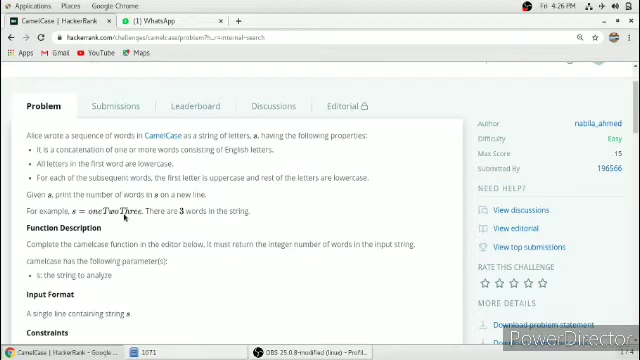 Applications Places Google Chrome Fri 4:26 PM
CamelCase | HackerRank (1) WhatsApp
hackerrank.com/challenges/camelcase/problem?h_r=internal-search
Apps Gmail YouTube Maps
Problem Submissions Leaderboard Discussions Editorial
Alice wrote a sequence of words in CamelCase as a string of letters, s, having the following properties:
• It is a concatenation of one or more words consisting of English letters.
• All letters in the first word are lowercase.
• For each of the subsequent words, the first letter is uppercase and rest of the letters are lowercase.
Given s, print the number of words in s on a new line.
For example, s = oneTwoThree. There are 3 words in the string.
Function Description
Complete the camelcase function in the editor below. It must return the integer number of words in the input string.
camelcase has the following parameter(s):
• s: the string to analyze
Input Format
A single line containing string s.
Constraints
Author nabila_ahmed
Difficulty Easy
Max Score 15
Submitted By 196566
NEED HELP?
View discussions
View editorial
View top submissions
RATE THIS CHALLENGE
MORE DETAILS
Download problem statement
PowerDirector
CamelCase | HackerRank - Google ... 1071 OBS 25.0.8-modified (linux) - Profil... 1 / 4